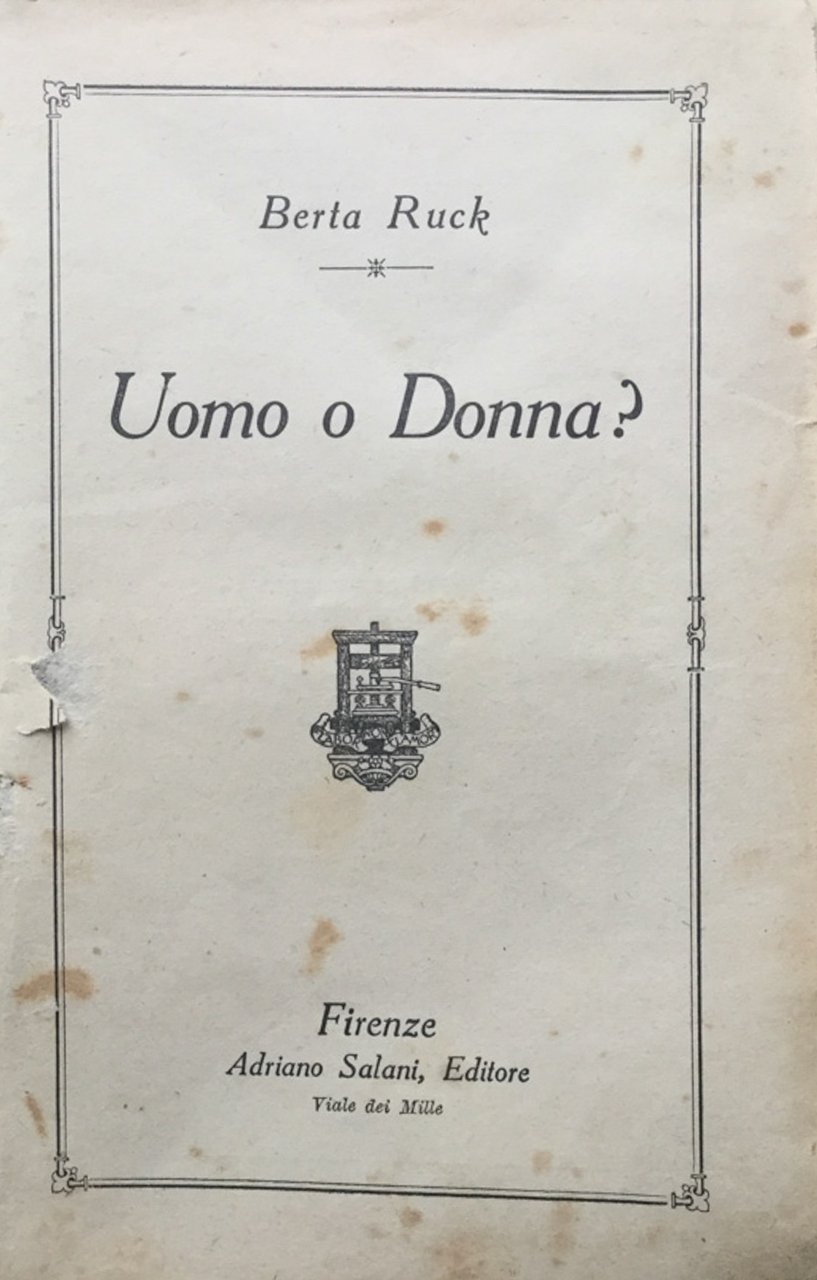 Berta Ruck
Uomo o Donna?
Firenze
Adriano Salani, Editore
Viale dei Mille